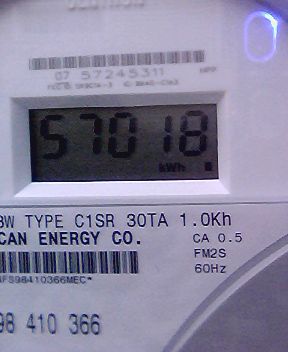 07 57245311
57018
kWh
3W TYPE C1SR 30TA 1.0Kh
CAN ENERGY CO.
CA 0.5
FM2S
60Hz
98410366MEC*
98 410 366